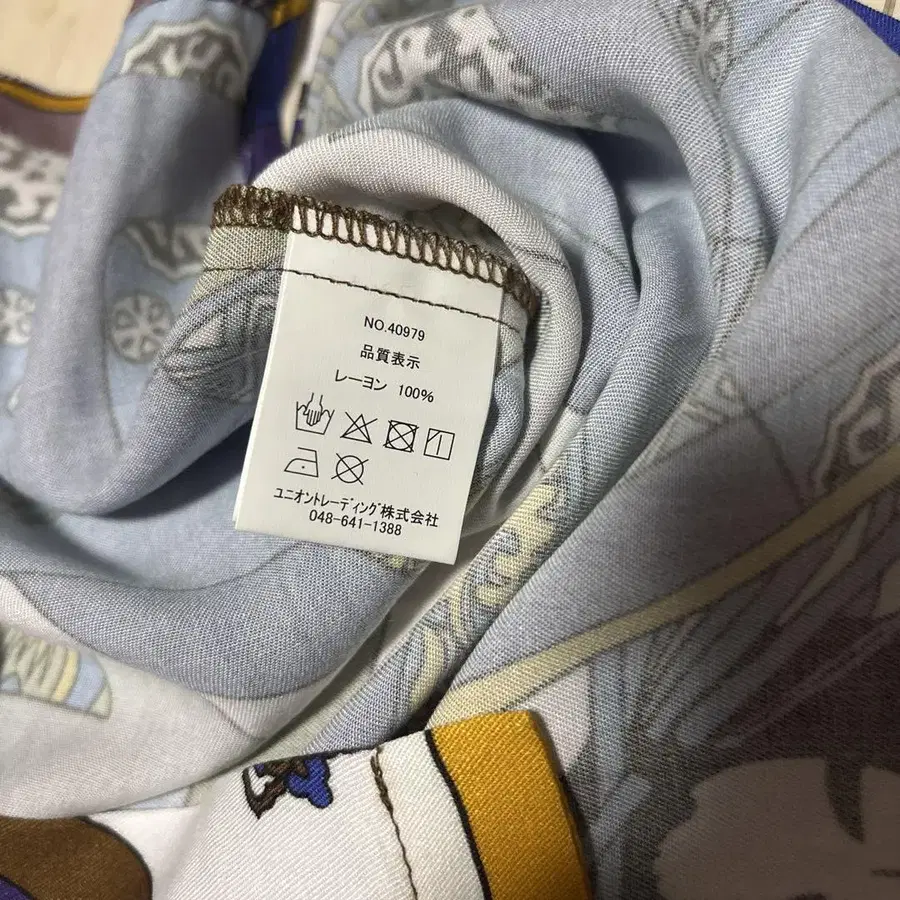 NO.40979
品質表示
レーヨン 100%
ユニオントレーディング株式会社
048-641-1388